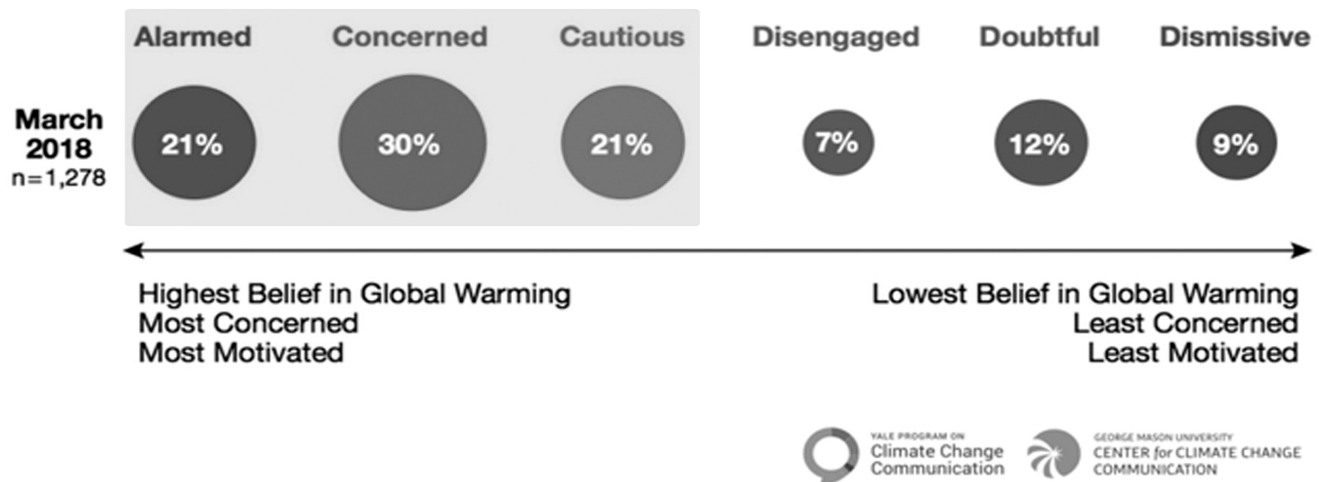 Alarmed Concerned Cautious Disengaged Doubtful Dismissive
March
2018
n=1,278
21% 30% 21% 7% 12% 9%
Highest Belief in Global Warming
Most Concerned
Most Motivated
Lowest Belief in Global Warming
Least Concerned
Least Motivated
YALE PROGRAM ON
Climate Change
Communication
GEORGE MASON UNIVERSITY
CENTER for CLIMATE CHANGE
COMMUNICATION